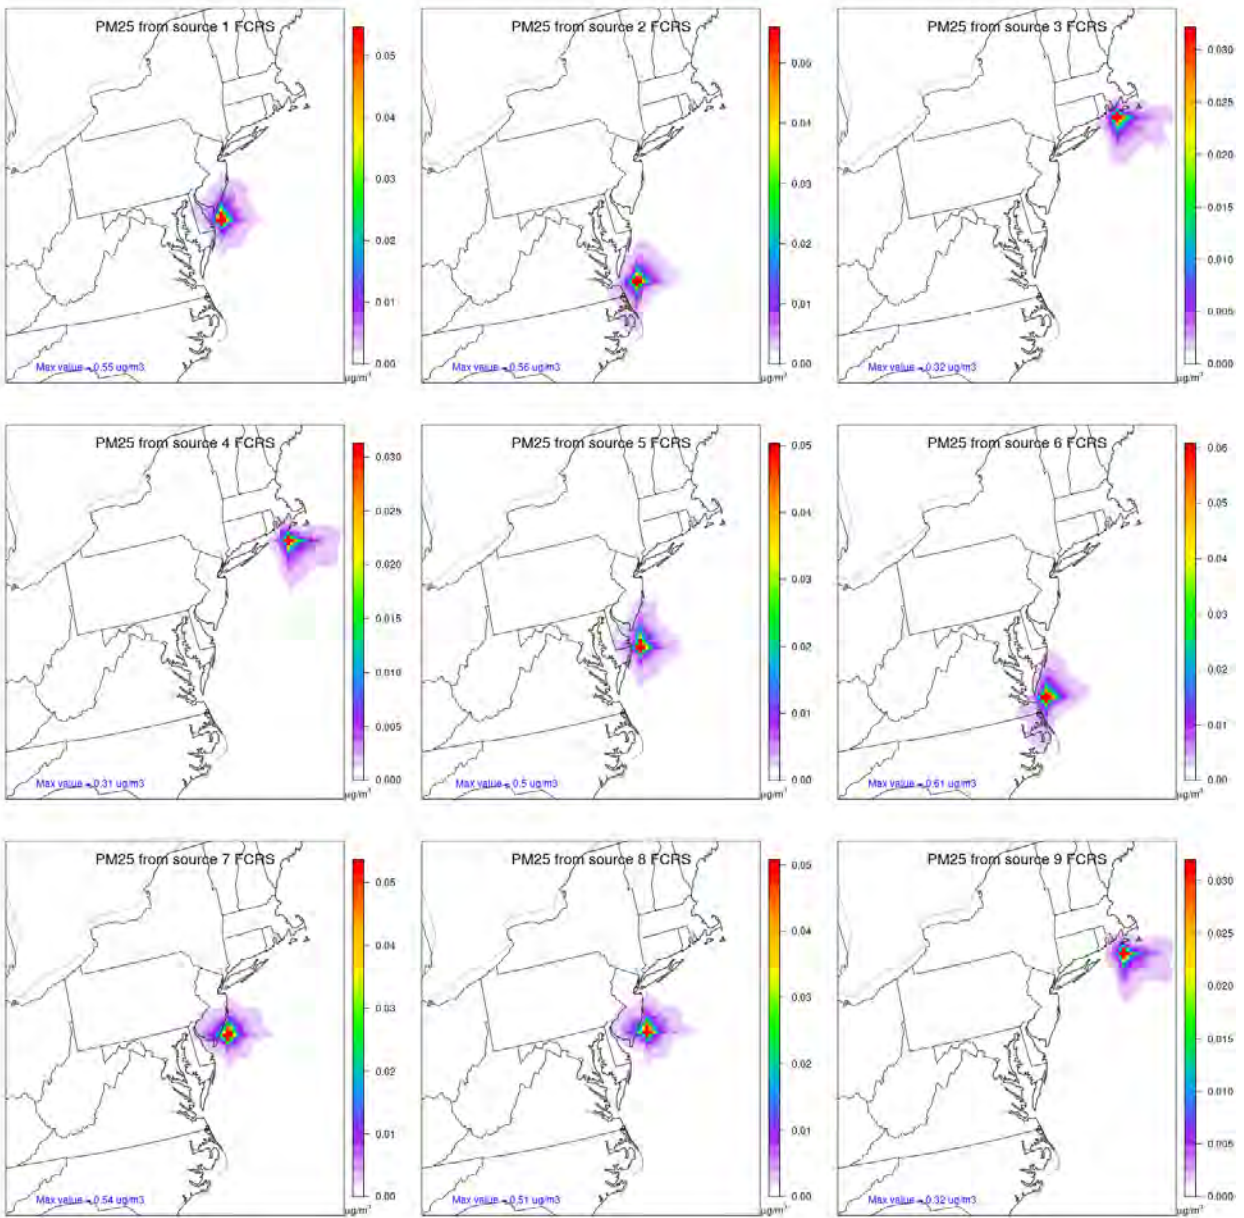 PM25 from source 1 FCRS
0.05
0.04
0.03
0.02
0.01
0.00
Max value = 0.55 ug/m3
µg/m³
PM25 from source 2 FCRS
0.06
0.05
0.04
0.03
0.02
0.01
0.00
Max value = 0.56 ug/m3
µg/m³
PM25 from source 3 FCRS
0.030
0.025
0.020
0.015
0.010
0.005
0.000
Max value = 0.32 ug/m3
µg/m³
PM25 from source 4 FCRS
0.030
0.025
0.020
0.015
0.010
0.005
0.000
Max value = 0.31 ug/m3
µg/m³
PM25 from source 5 FCRS
0.05
0.04
0.03
0.02
0.01
0.00
Max value = 0.5 ug/m3
µg/m³
PM25 from source 6 FCRS
0.06
0.05
0.04
0.03
0.02
0.01
0.00
Max value = 0.61 ug/m3
µg/m³
PM25 from source 7 FCRS
0.05
0.04
0.03
0.02
0.01
0.00
Max value = 0.54 ug/m3
µg/m³
PM25 from source 8 FCRS
0.05
0.04
0.03
0.02
0.01
0.00
Max value = 0.51 ug/m3
µg/m³
PM25 from source 9 FCRS
0.030
0.025
0.020
0.015
0.010
0.005
0.000
Max value = 0.32 ug/m3
µg/m³